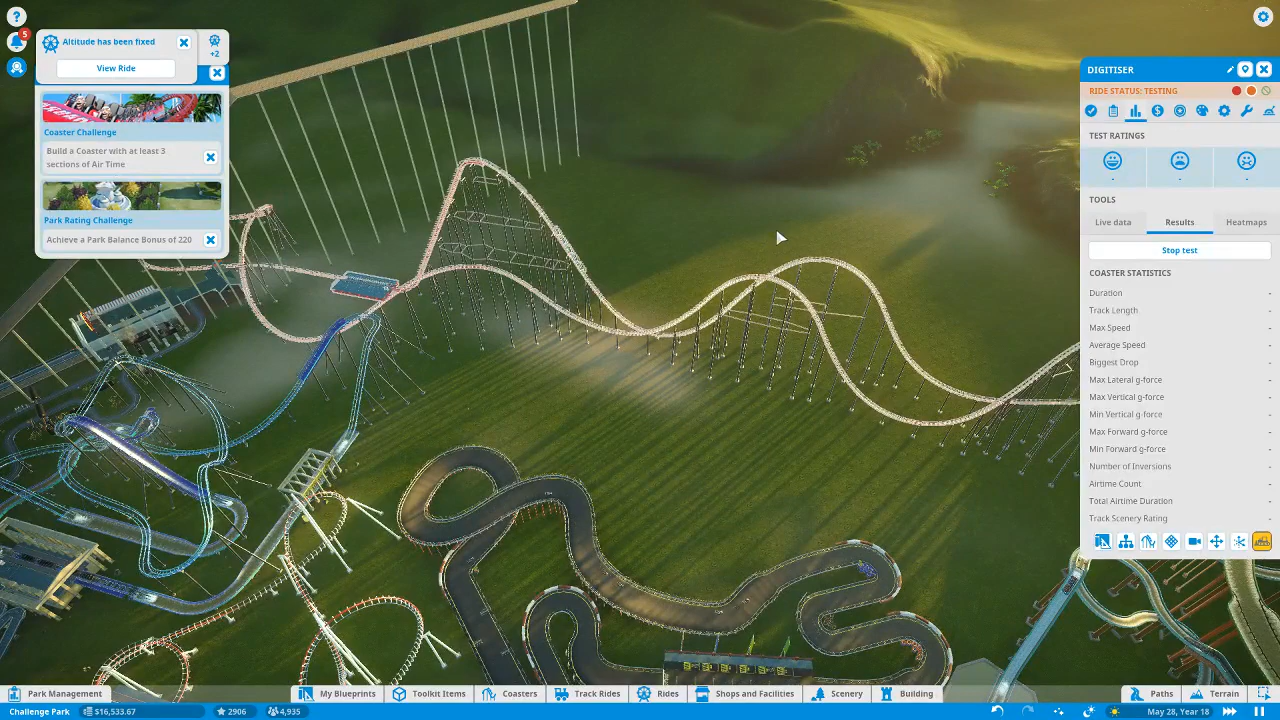 ?
5
Altitude has been fixed
+2
View Ride
Coaster Challenge
Build a Coaster with at least 3
sections of Air Time
Park Rating Challenge
Achieve a Park Balance Bonus of 220
DIGITISER
RIDE STATUS: TESTING
TEST RATINGS
- - -
TOOLS
Live data Results Heatmaps
Stop test
COASTER STATISTICS
Duration -
Track Length -
Max Speed -
Average Speed -
Biggest Drop -
Max Lateral g-force -
Max Vertical g-force -
Min Vertical g-force -
Max Forward g-force -
Min Forward g-force -
Number of Inversions -
Airtime Count -
Total Airtime Duration -
Track Scenery Rating -
Park Management My Blueprints Toolkit Items Coasters Track Rides Rides Shops and Facilities Scenery Building Paths Terrain
Challenge Park $16,533.67 2906 4,935 May 28, Year 18